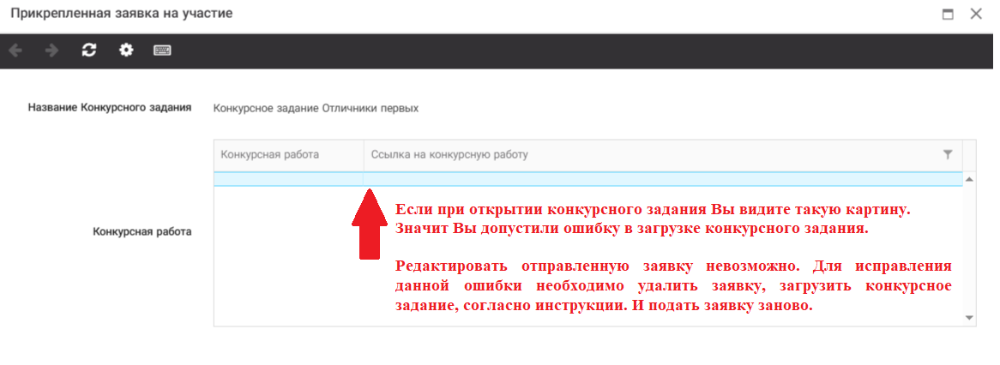 Прикрепленная заявка на участие
Название Конкурсного задания
Конкурсное задание Отличники первых
Конкурсная работа
Ссылка на конкурсную работу
Если при открытии конкурсного задания Вы видите такую картину.
Значит Вы допустили ошибку в загрузке конкурсного задания.
Конкурсная работа
Редактировать отправленную заявку невозможно. Для исправления
данной ошибки необходимо удалить заявку, загрузить конкурсное
задание, согласно инструкции. И подать заявку заново.